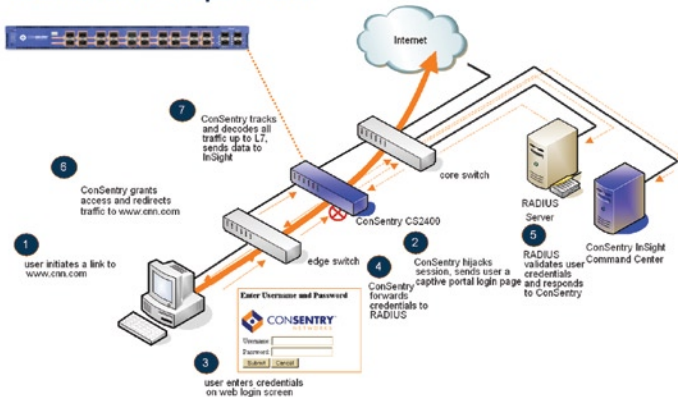 Internet
7
ConSentry tracks
and decodes all
traffic up to L7,
sends data to
InSight
6
ConSentry grants
access and redirects
traffic to www.cnn.com
core switch
ConSentry CS2400
RADIUS
Server
ConSentry InSight
Command Center
1
user initiates a link to
www.cnn.com
edge switch
2
ConSentry hijacks
session, sends user a
captive portal login page
5
RADIUS
validates user
credentials
and responds
to ConSentry
4
ConSentry
forwards
credentials to
RADIUS
Enter Username and Password
CONSENTRY
NETWORKS
Username:
Password:
Submit Cancel
3
user enters credentials
on web login screen